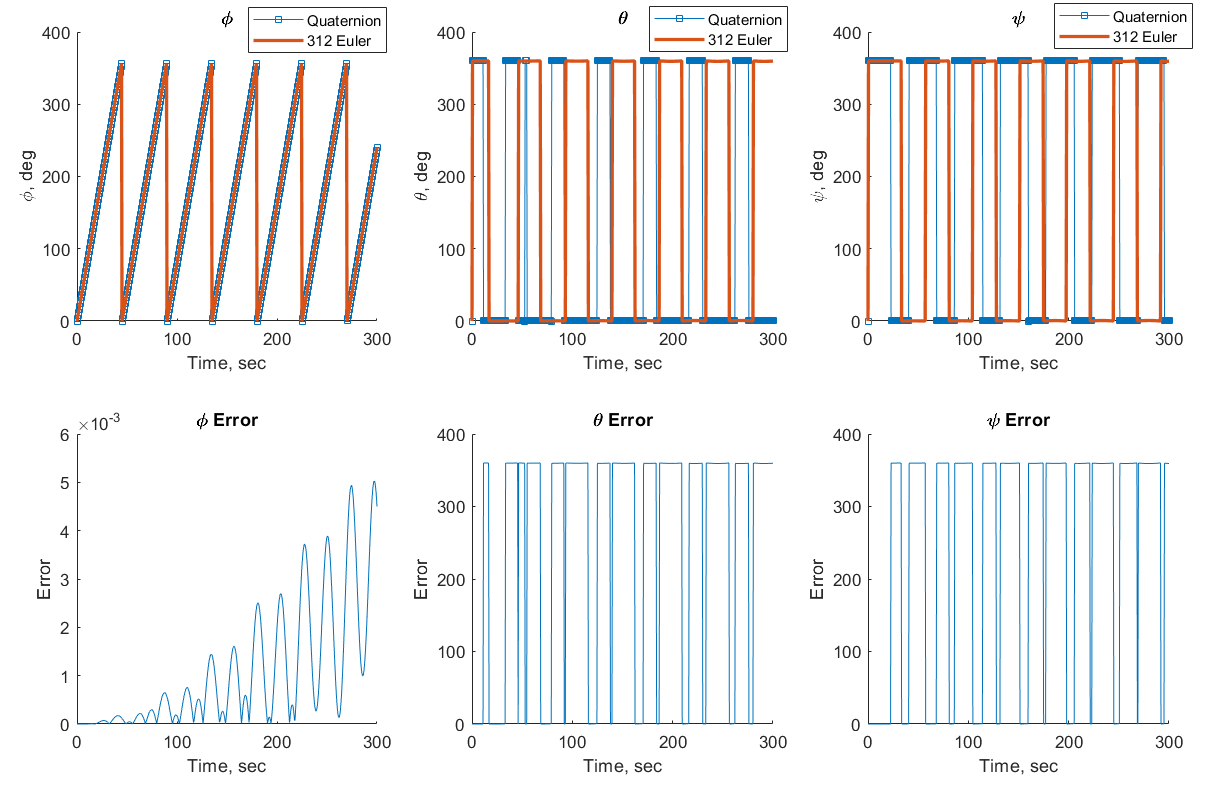 ϕ
Quaternion
312 Euler
400
300
200
100
0
ϕ, deg
0 100 200 300
Time, sec
θ
Quaternion
312 Euler
400
300
200
100
0
θ, deg
0 100 200 300
Time, sec
ψ
Quaternion
312 Euler
400
300
200
100
0
ψ, deg
0 100 200 300
Time, sec
ϕ Error
×10-3
6
5
4
3
2
1
0
Error
0 100 200 300
Time, sec
θ Error
400
300
200
100
0
Error
0 100 200 300
Time, sec
ψ Error
400
300
200
100
0
Error
0 100 200 300
Time, sec